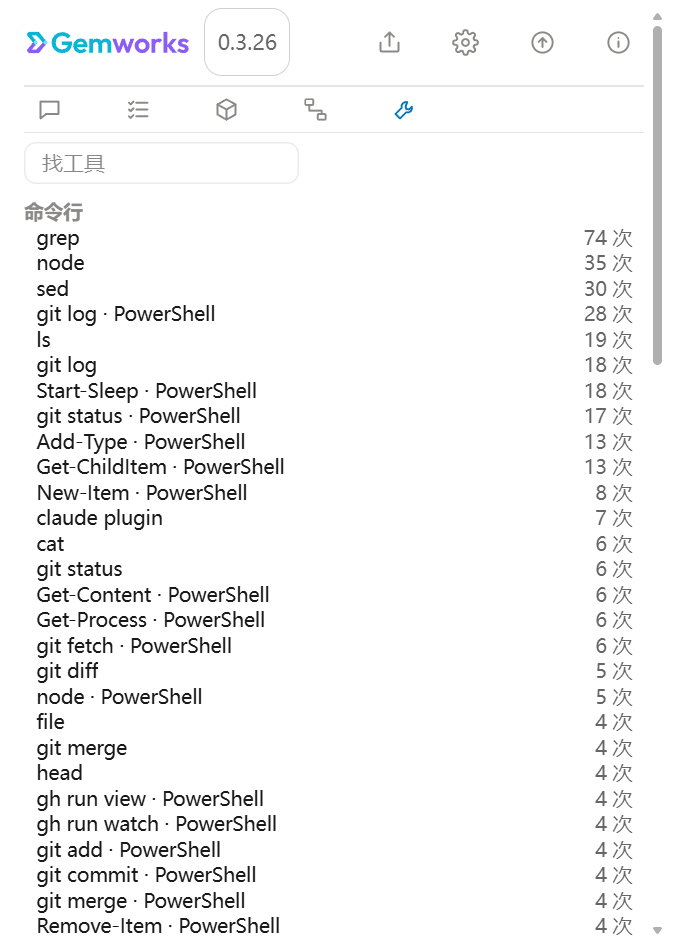 Gemworks 0.3.26
找工具
命令行
grep 74 次
node 35 次
sed 30 次
git log · PowerShell 28 次
ls 19 次
git log 18 次
Start-Sleep · PowerShell 18 次
git status · PowerShell 17 次
Add-Type · PowerShell 13 次
Get-ChildItem · PowerShell 13 次
New-Item · PowerShell 8 次
claude plugin 7 次
cat 6 次
git status 6 次
Get-Content · PowerShell 6 次
Get-Process · PowerShell 6 次
git fetch · PowerShell 6 次
git diff 5 次
node · PowerShell 5 次
file 4 次
git merge 4 次
head 4 次
gh run view · PowerShell 4 次
gh run watch · PowerShell 4 次
git add · PowerShell 4 次
git commit · PowerShell 4 次
git merge · PowerShell 4 次
Remove-Item · PowerShell 4 次